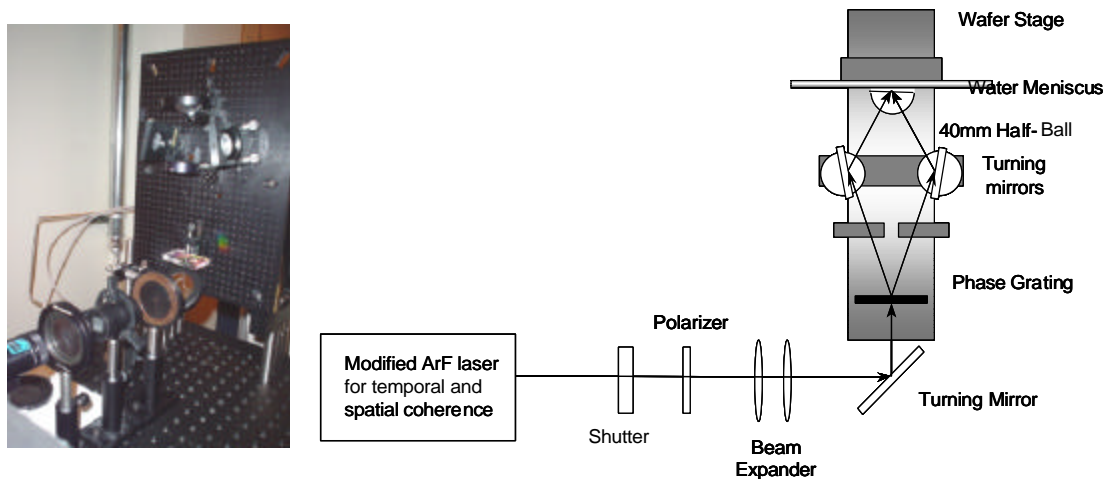 Wafer Stage
Water Meniscus
40mm Half- Ball
Turning
mirrors
Phase Grating
Polarizer
Modified ArF laser
for temporal and
spatial coherence
Turning Mirror
Shutter
Beam
Expander